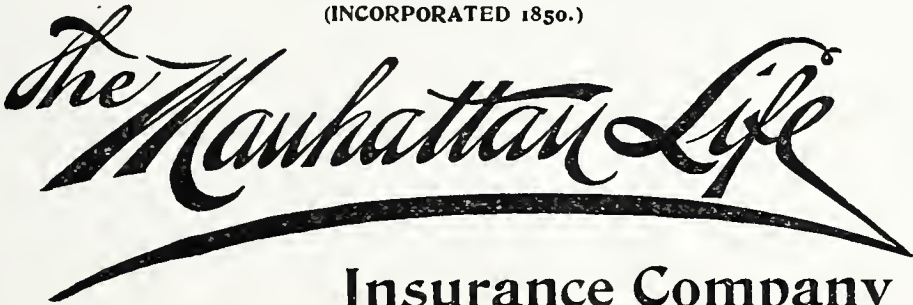 (INCORPORATED 1850.)
The Manhattan Life
Insurance Company